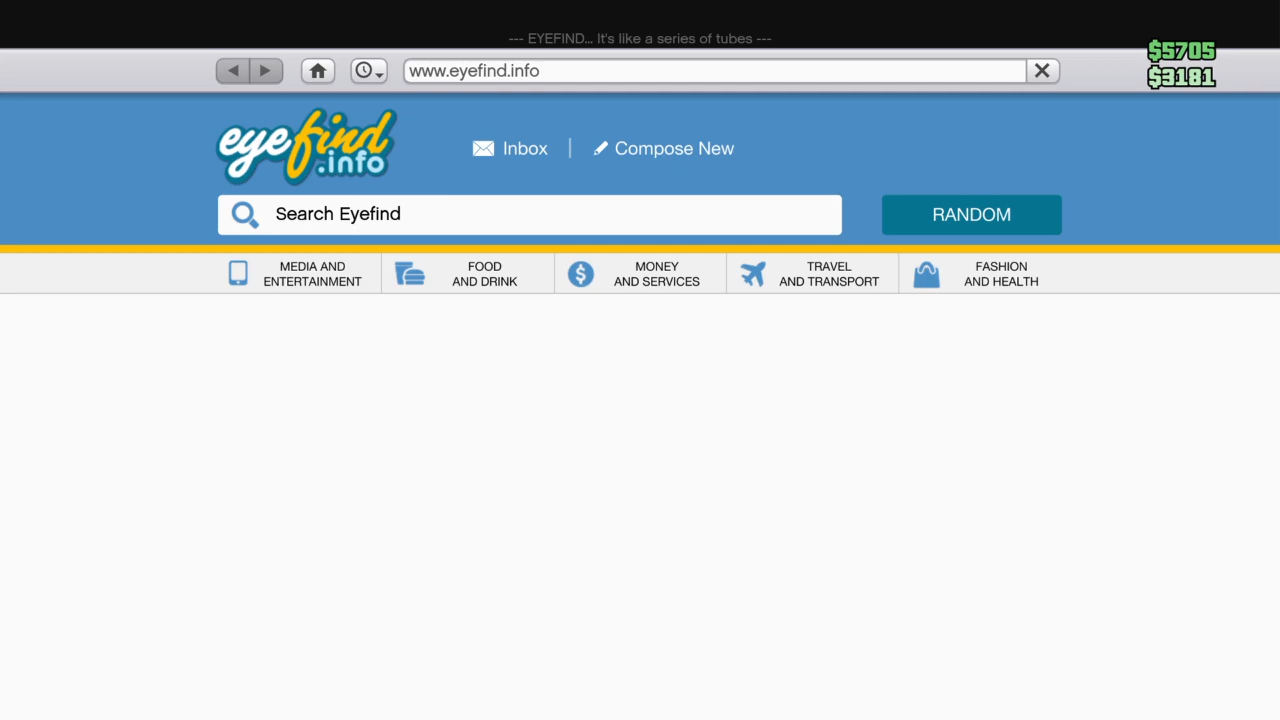 --- EYEFIND... It's like a series of tubes ---
$5705
www.eyefind.info
$3181
eyefind
.info
Inbox
Compose New
Search Eyefind
RANDOM
MEDIA AND
ENTERTAINMENT
FOOD
AND DRINK
MONEY
AND SERVICES
TRAVEL
AND TRANSPORT
FASHION
AND HEALTH